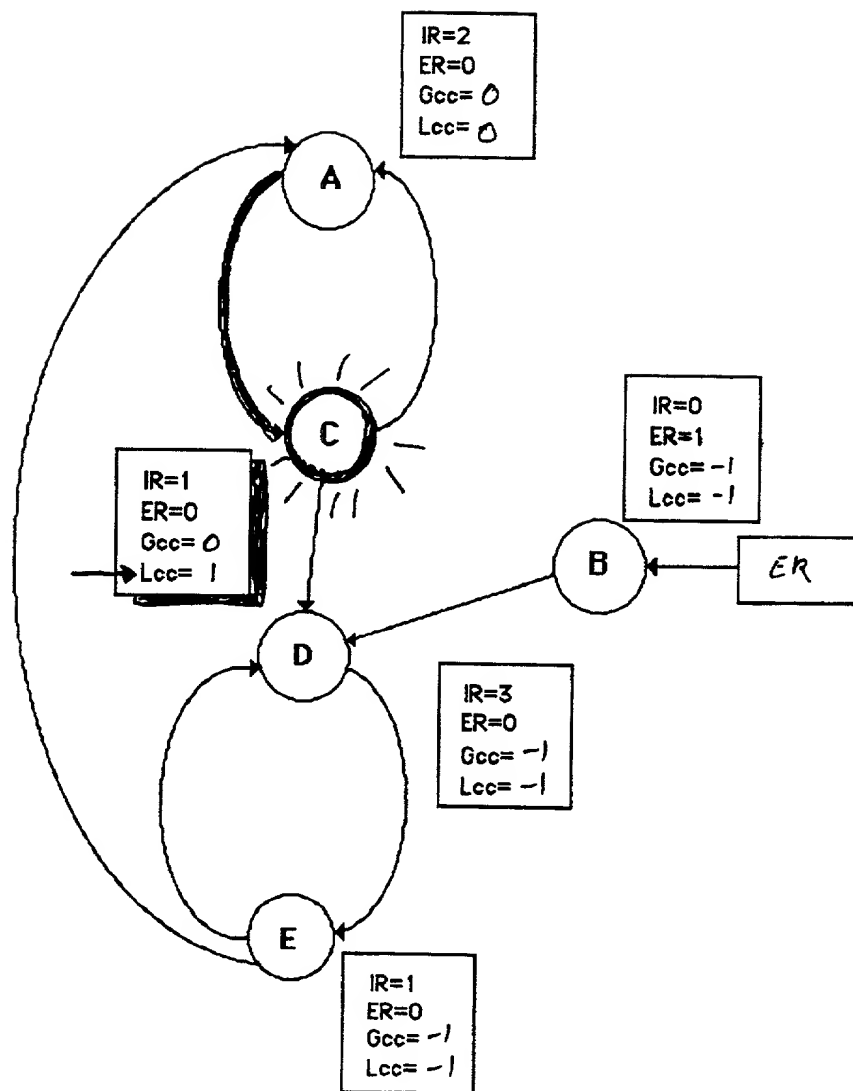 IR=2
ER=0
Gcc= 0
Lcc= 0
A
C
IR=0
ER=1
Gcc= -1
Lcc= -1
IR=1
ER=0
Gcc= 0
Lcc= 1
B
ER
D
IR=3
ER=0
Gcc= -1
Lcc= -1
E
IR=1
ER=0
Gcc= -1
Lcc= -1